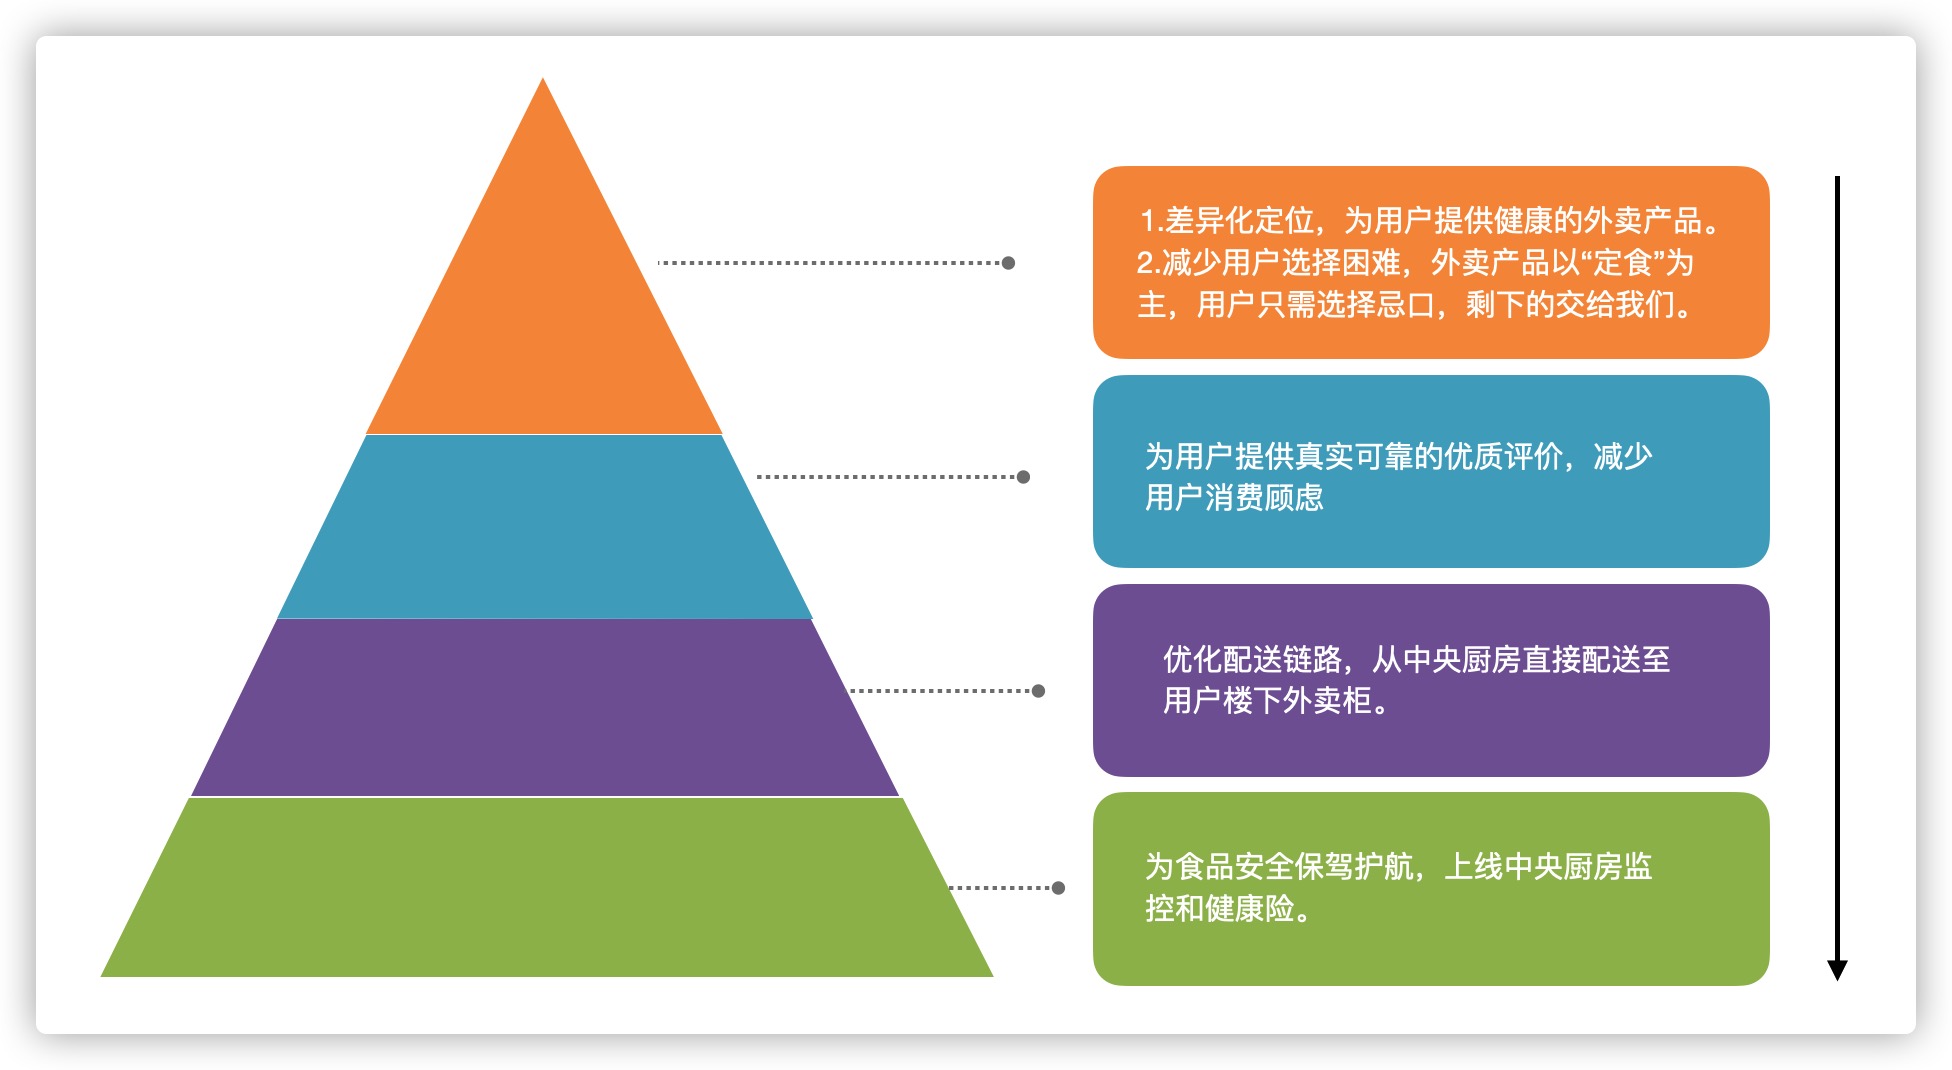 1.差异化定位，为用户提供健康的外卖产品。
2.减少用户选择困难，外卖产品以“定食”为
主，用户只需选择忌口，剩下的交给我们。
为用户提供真实可靠的优质评价，减少
用户消费顾虑
优化配送链路，从中央厨房直接配送至
用户楼下外卖柜。
为食品安全保驾护航，上线中央厨房监
控和健康险。